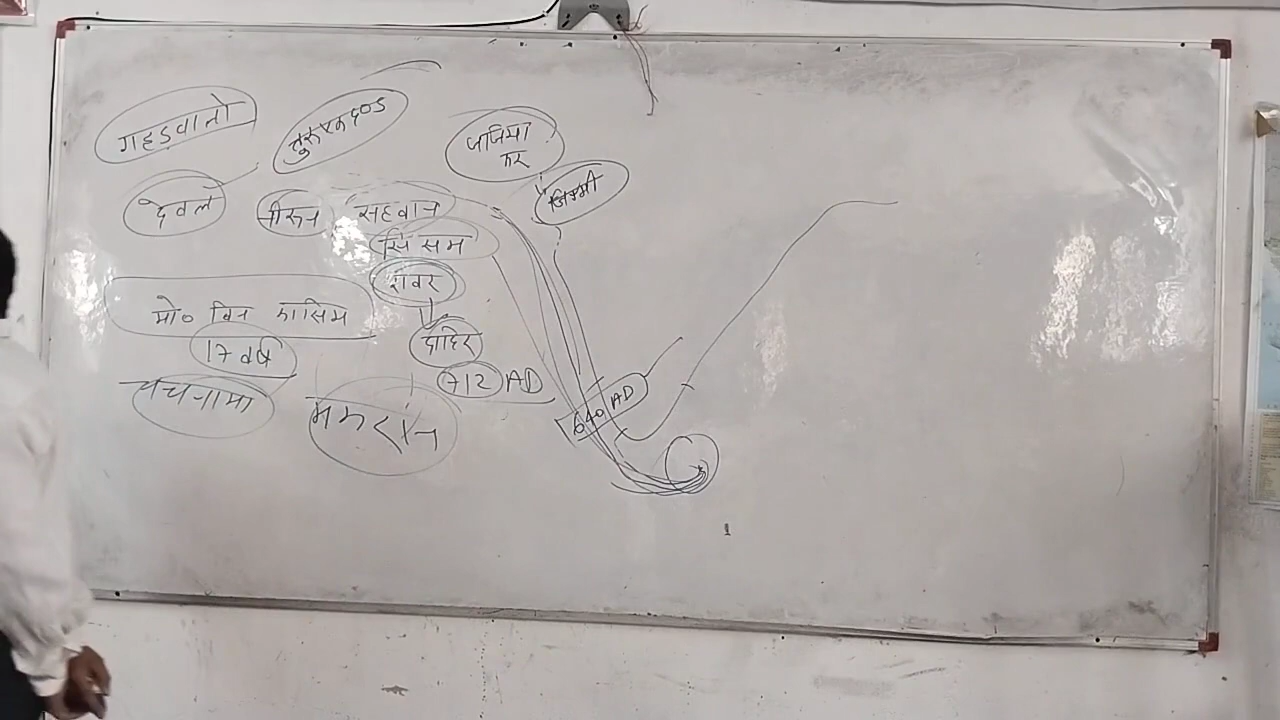 गहडवालो
तुरुष्कदण्ड
जजिया
कर
जिम्मी
देवल
नीरून
सहवान
सिसम
रावर
दाहिर
712 AD
मो० बिन कासिम
17 वर्ष
चचनामा
मकरान
640 AD